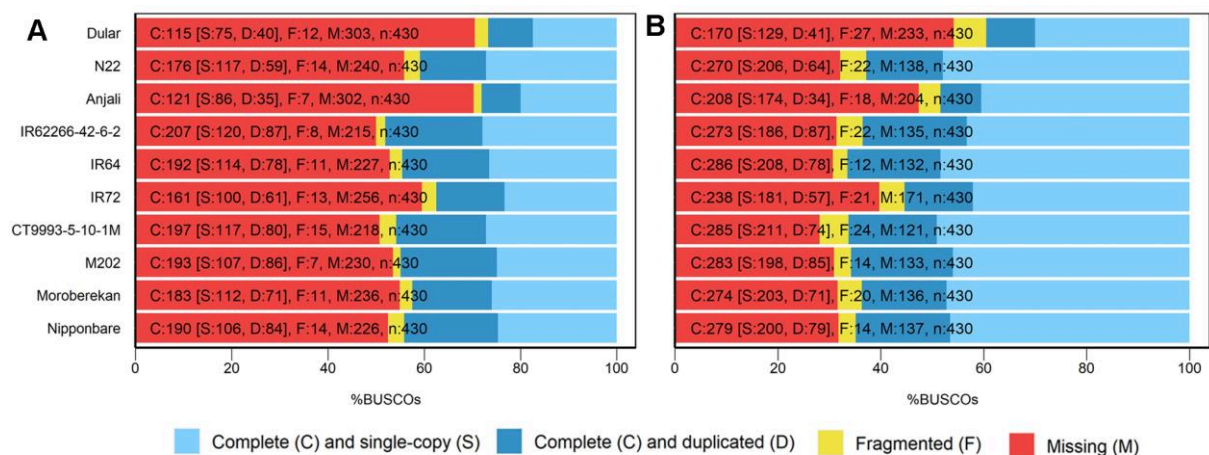 A
B
Dular
C:115 [S:75, D:40], F:12, M:303, n:430
C:170 [S:129, D:41], F:27, M:233, n:430
N22
C:176 [S:117, D:59], F:14, M:240, n:430
C:270 [S:206, D:64], F:22, M:138, n:430
Anjali
C:121 [S:86, D:35], F:7, M:302, n:430
C:208 [S:174, D:34], F:18, M:204, n:430
IR62266-42-6-2
C:207 [S:120, D:87], F:8, M:215, n:430
C:273 [S:186, D:87], F:22, M:135, n:430
IR64
C:192 [S:114, D:78], F:11, M:227, n:430
C:286 [S:208, D:78], F:12, M:132, n:430
IR72
C:161 [S:100, D:61], F:13, M:256, n:430
C:238 [S:181, D:57], F:21, M:171, n:430
CT9993-5-10-1M
C:197 [S:117, D:80], F:15, M:218, n:430
C:285 [S:211, D:74], F:24, M:121, n:430
M202
C:193 [S:107, D:86], F:7, M:230, n:430
C:283 [S:198, D:85], F:14, M:133, n:430
Moroberekan
C:183 [S:112, D:71], F:11, M:236, n:430
C:274 [S:203, D:71], F:20, M:136, n:430
Nipponbare
C:190 [S:106, D:84], F:14, M:226, n:430
C:279 [S:200, D:79], F:14, M:137, n:430
0 20 40 60 80 100
0 20 40 60 80 100
%BUSCOs
%BUSCOs
Complete (C) and single-copy (S)
Complete (C) and duplicated (D)
Fragmented (F)
Missing (M)